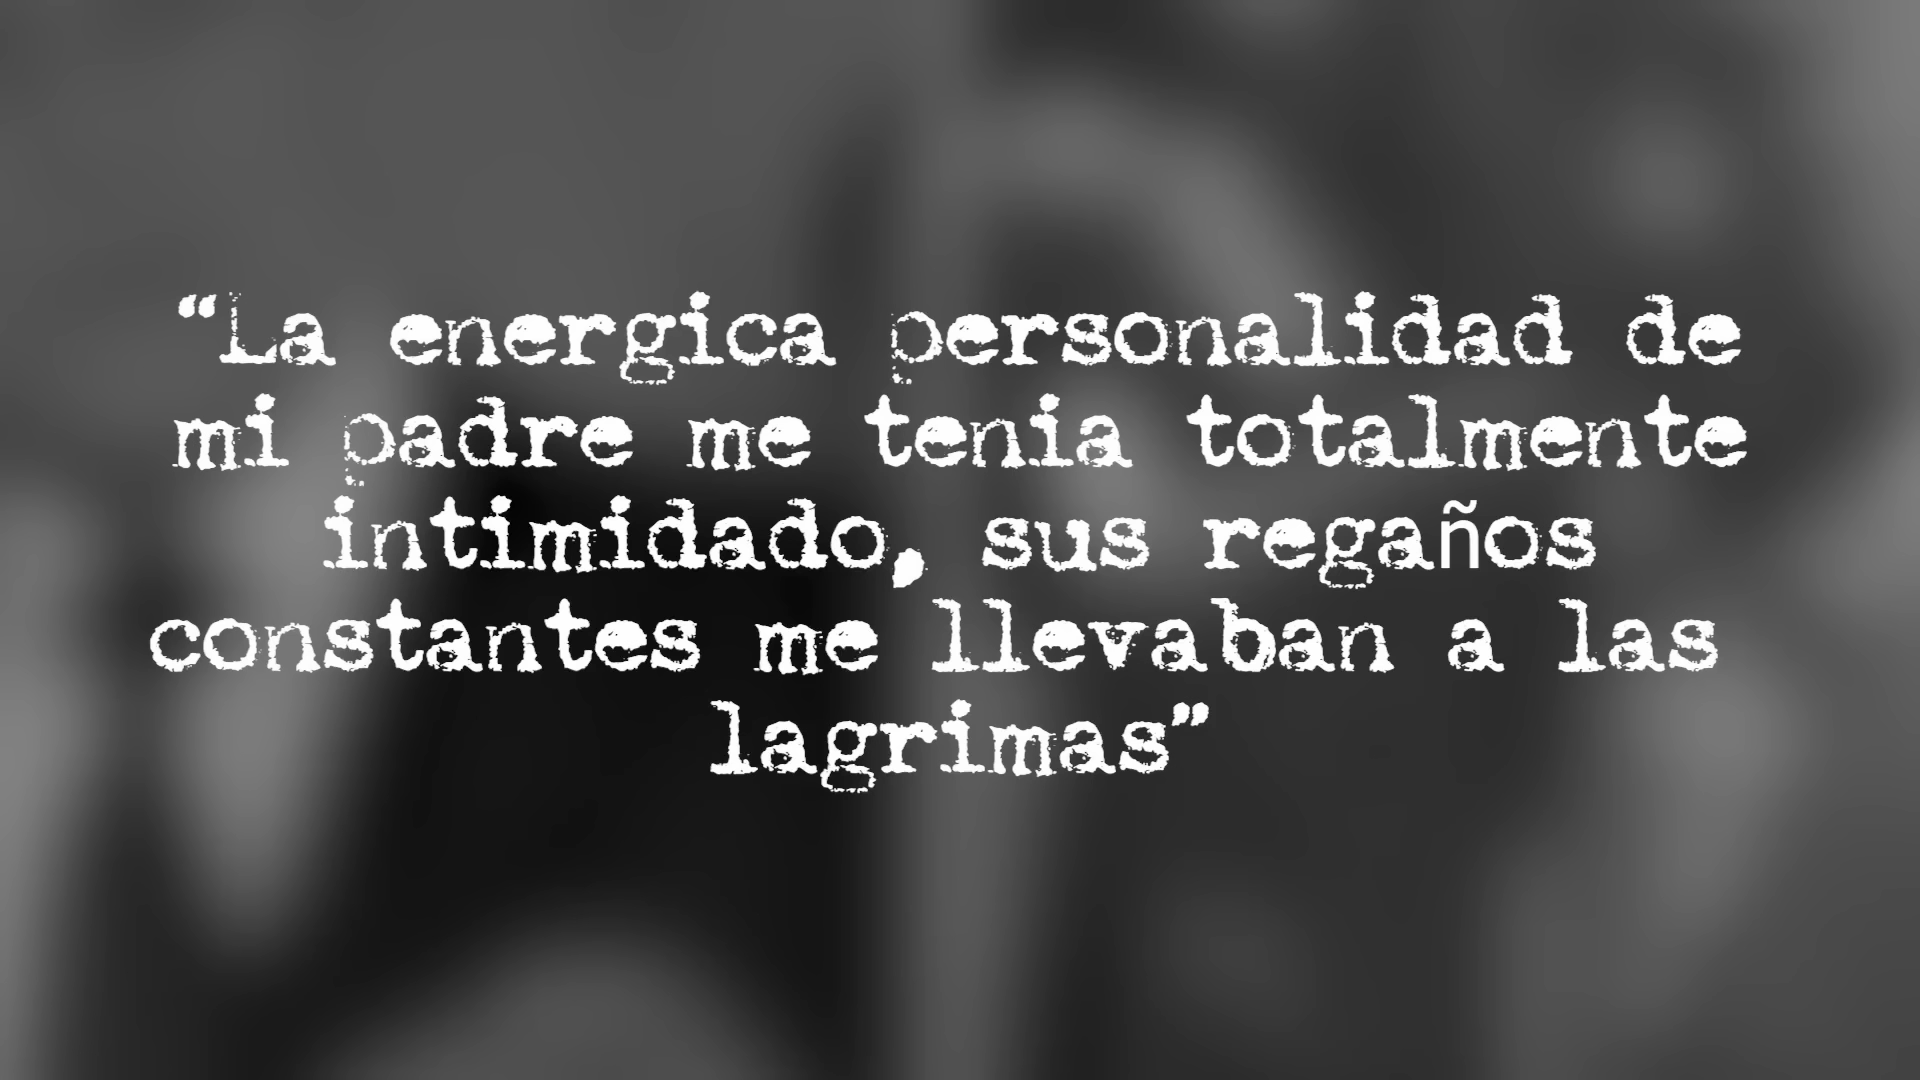 “La energica personalidad de
mi padre me tenia totalmente
intimidado, sus regaños
constantes me llevaban a las
lagrimas”